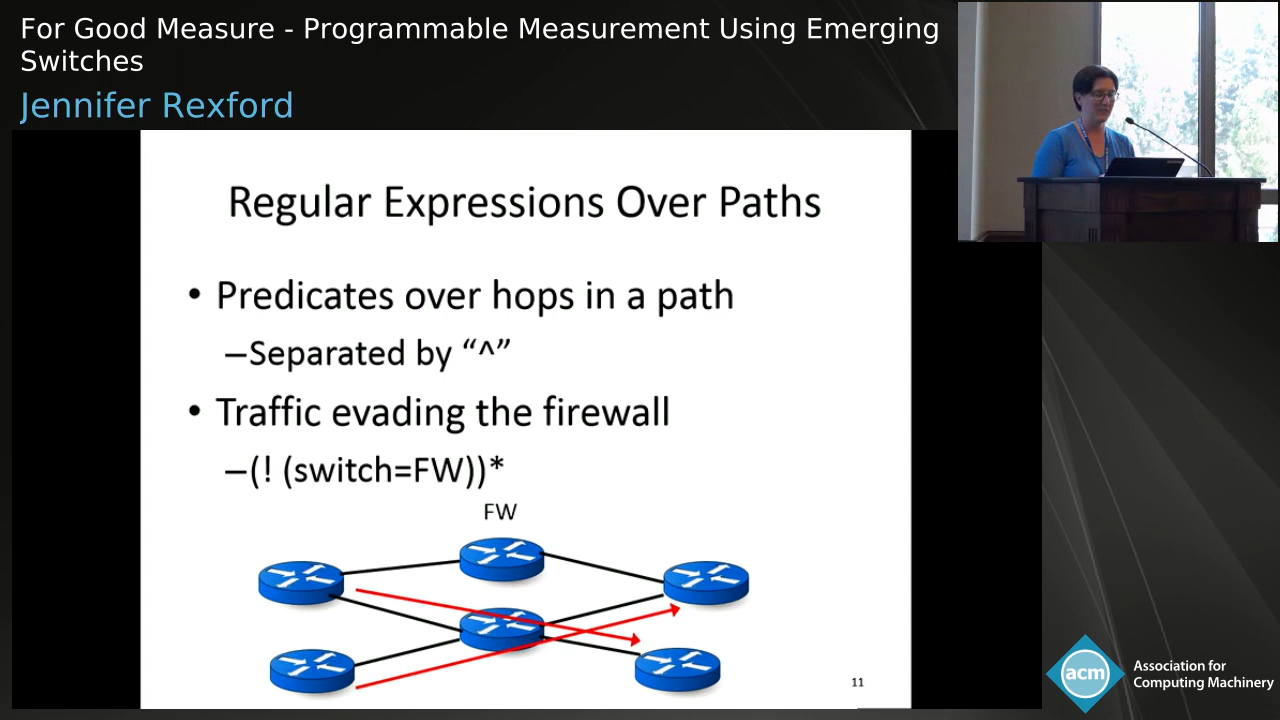 For Good Measure - Programmable Measurement Using Emerging
Switches
Jennifer Rexford
Regular Expressions Over Paths
• Predicates over hops in a path
–Separated by “^”
• Traffic evading the firewall
–(! (switch=FW))*
FW
11
acm
Association for
Computing Machinery